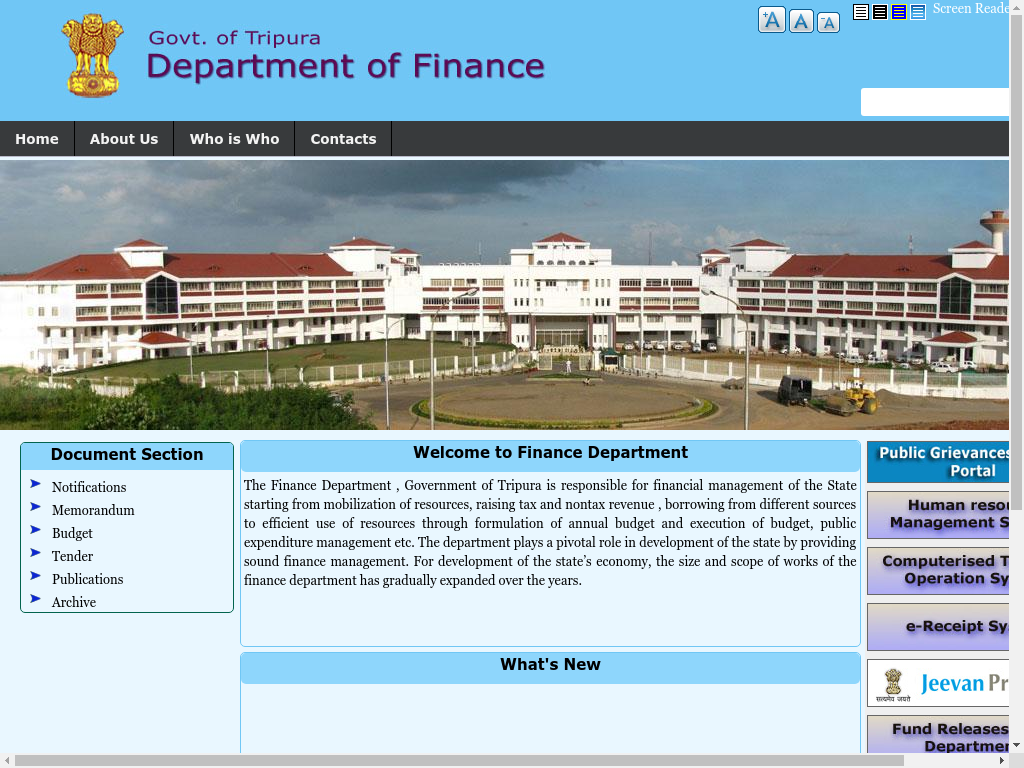 +A A -A
Screen Reade
Govt. of Tripura
Department of Finance
Home About Us Who is Who Contacts
Document Section
Notifications
Memorandum
Budget
Tender
Publications
Archive
Welcome to Finance Department
The Finance Department , Government of Tripura is responsible for financial management of the State
starting from mobilization of resources, raising tax and nontax revenue , borrowing from different sources
to efficient use of resources through formulation of annual budget and execution of budget, public
expenditure management etc. The department plays a pivotal role in development of the state by providing
sound finance management. For development of the state's economy, the size and scope of works of the
finance department has gradually expanded over the years.
What's New
Public Grievances
Portal
Human resou
Management S
Computerised T
Operation Sy
e-Receipt Sy
सत्यमेव जयते
Jeevan Pr
Fund Releases
Departmen